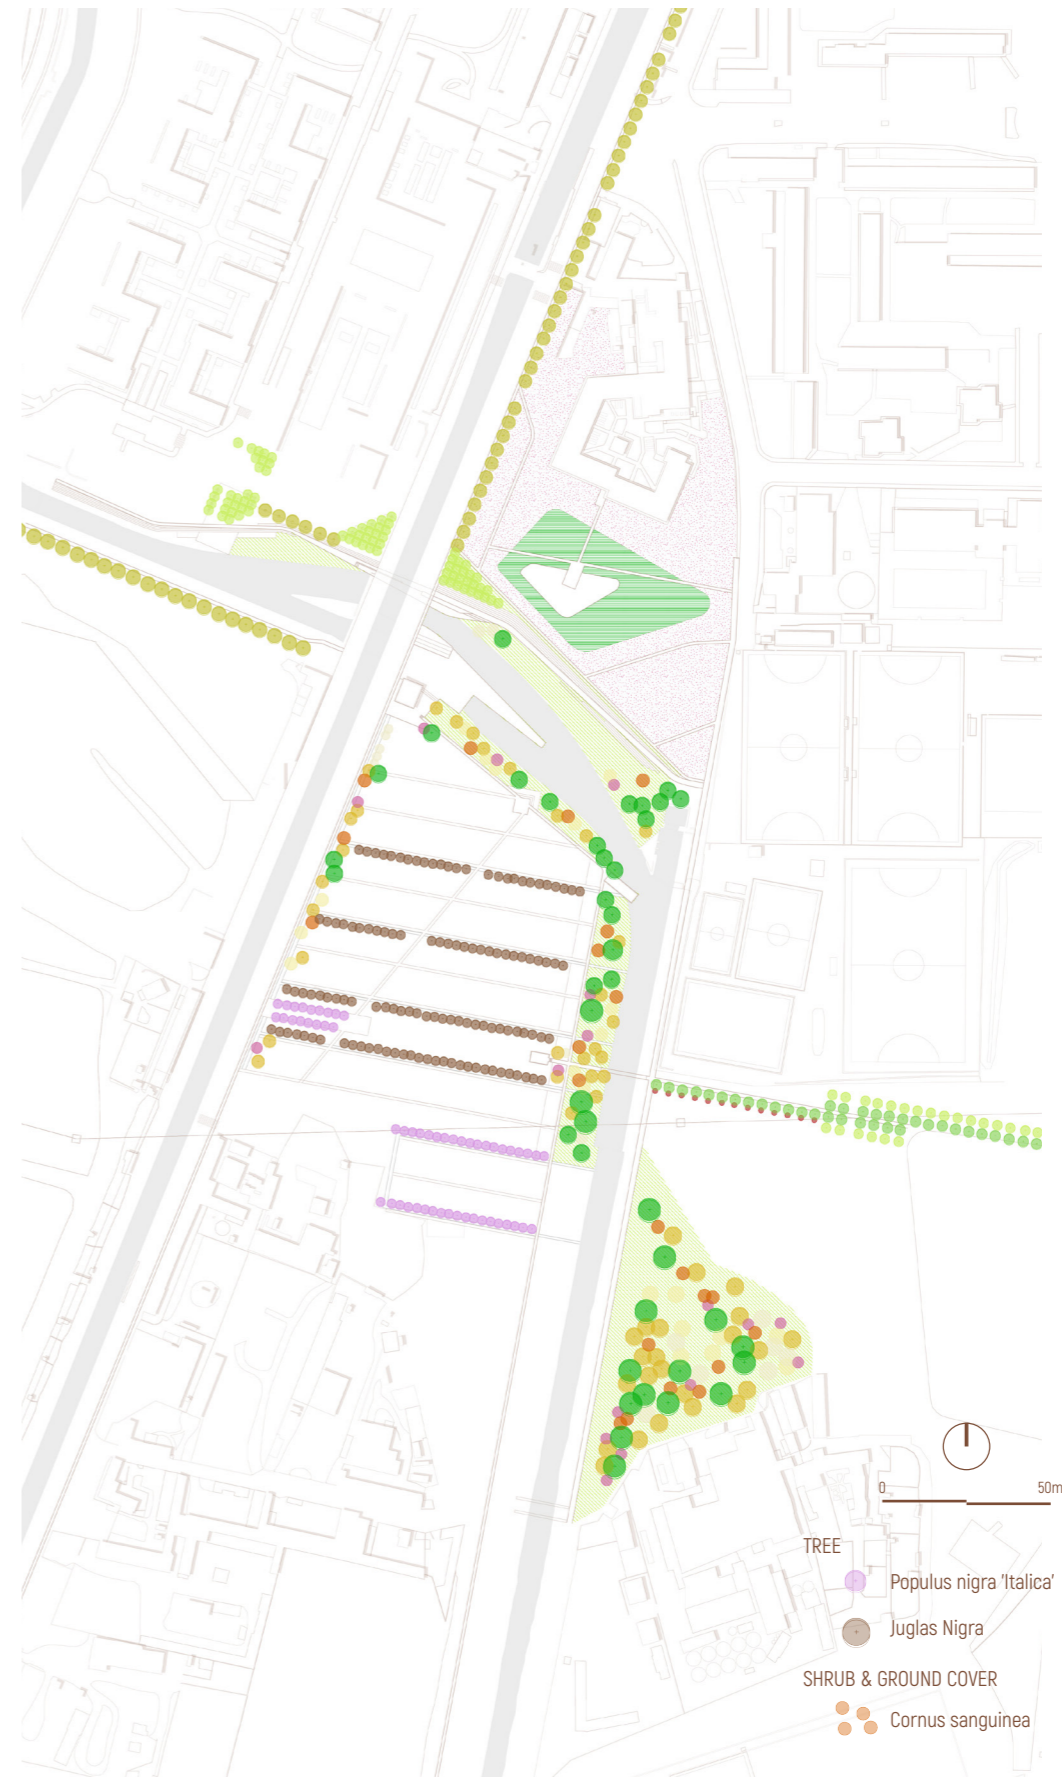 0 50m
TREE
Populus nigra 'Italica'
Juglas Nigra
SHRUB & GROUND COVER
Cornus sanguinea